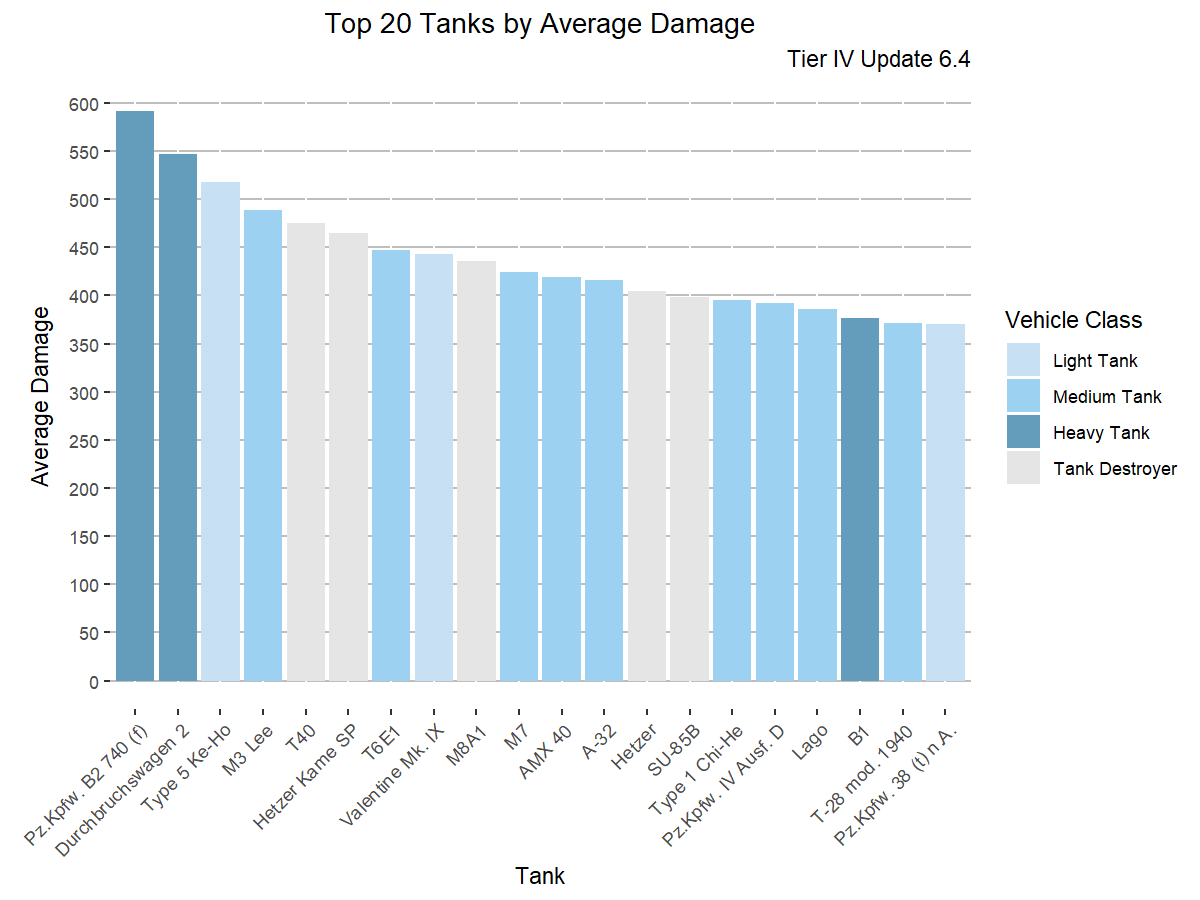 Top 20 Tanks by Average Damage
Tier IV Update 6.4
Average Damage
600
550
500
450
400
350
300
250
200
150
100
50
0
Pz.Kpfw. B2 740 (f)
Durchbruchswagen 2
Type 5 Ke-Ho
M3 Lee
T40
Hetzer Kame SP
T6E1
Valentine Mk. IX
M8A1
M7
AMX 40
A-32
Hetzer
SU-85B
Type 1 Chi-He
Pz.Kpfw. IV Ausf. D
Lago
B1
T-28 mod. 1940
Pz.Kpfw. 38 (t) n.A.
Tank
Vehicle Class
Light Tank
Medium Tank
Heavy Tank
Tank Destroyer